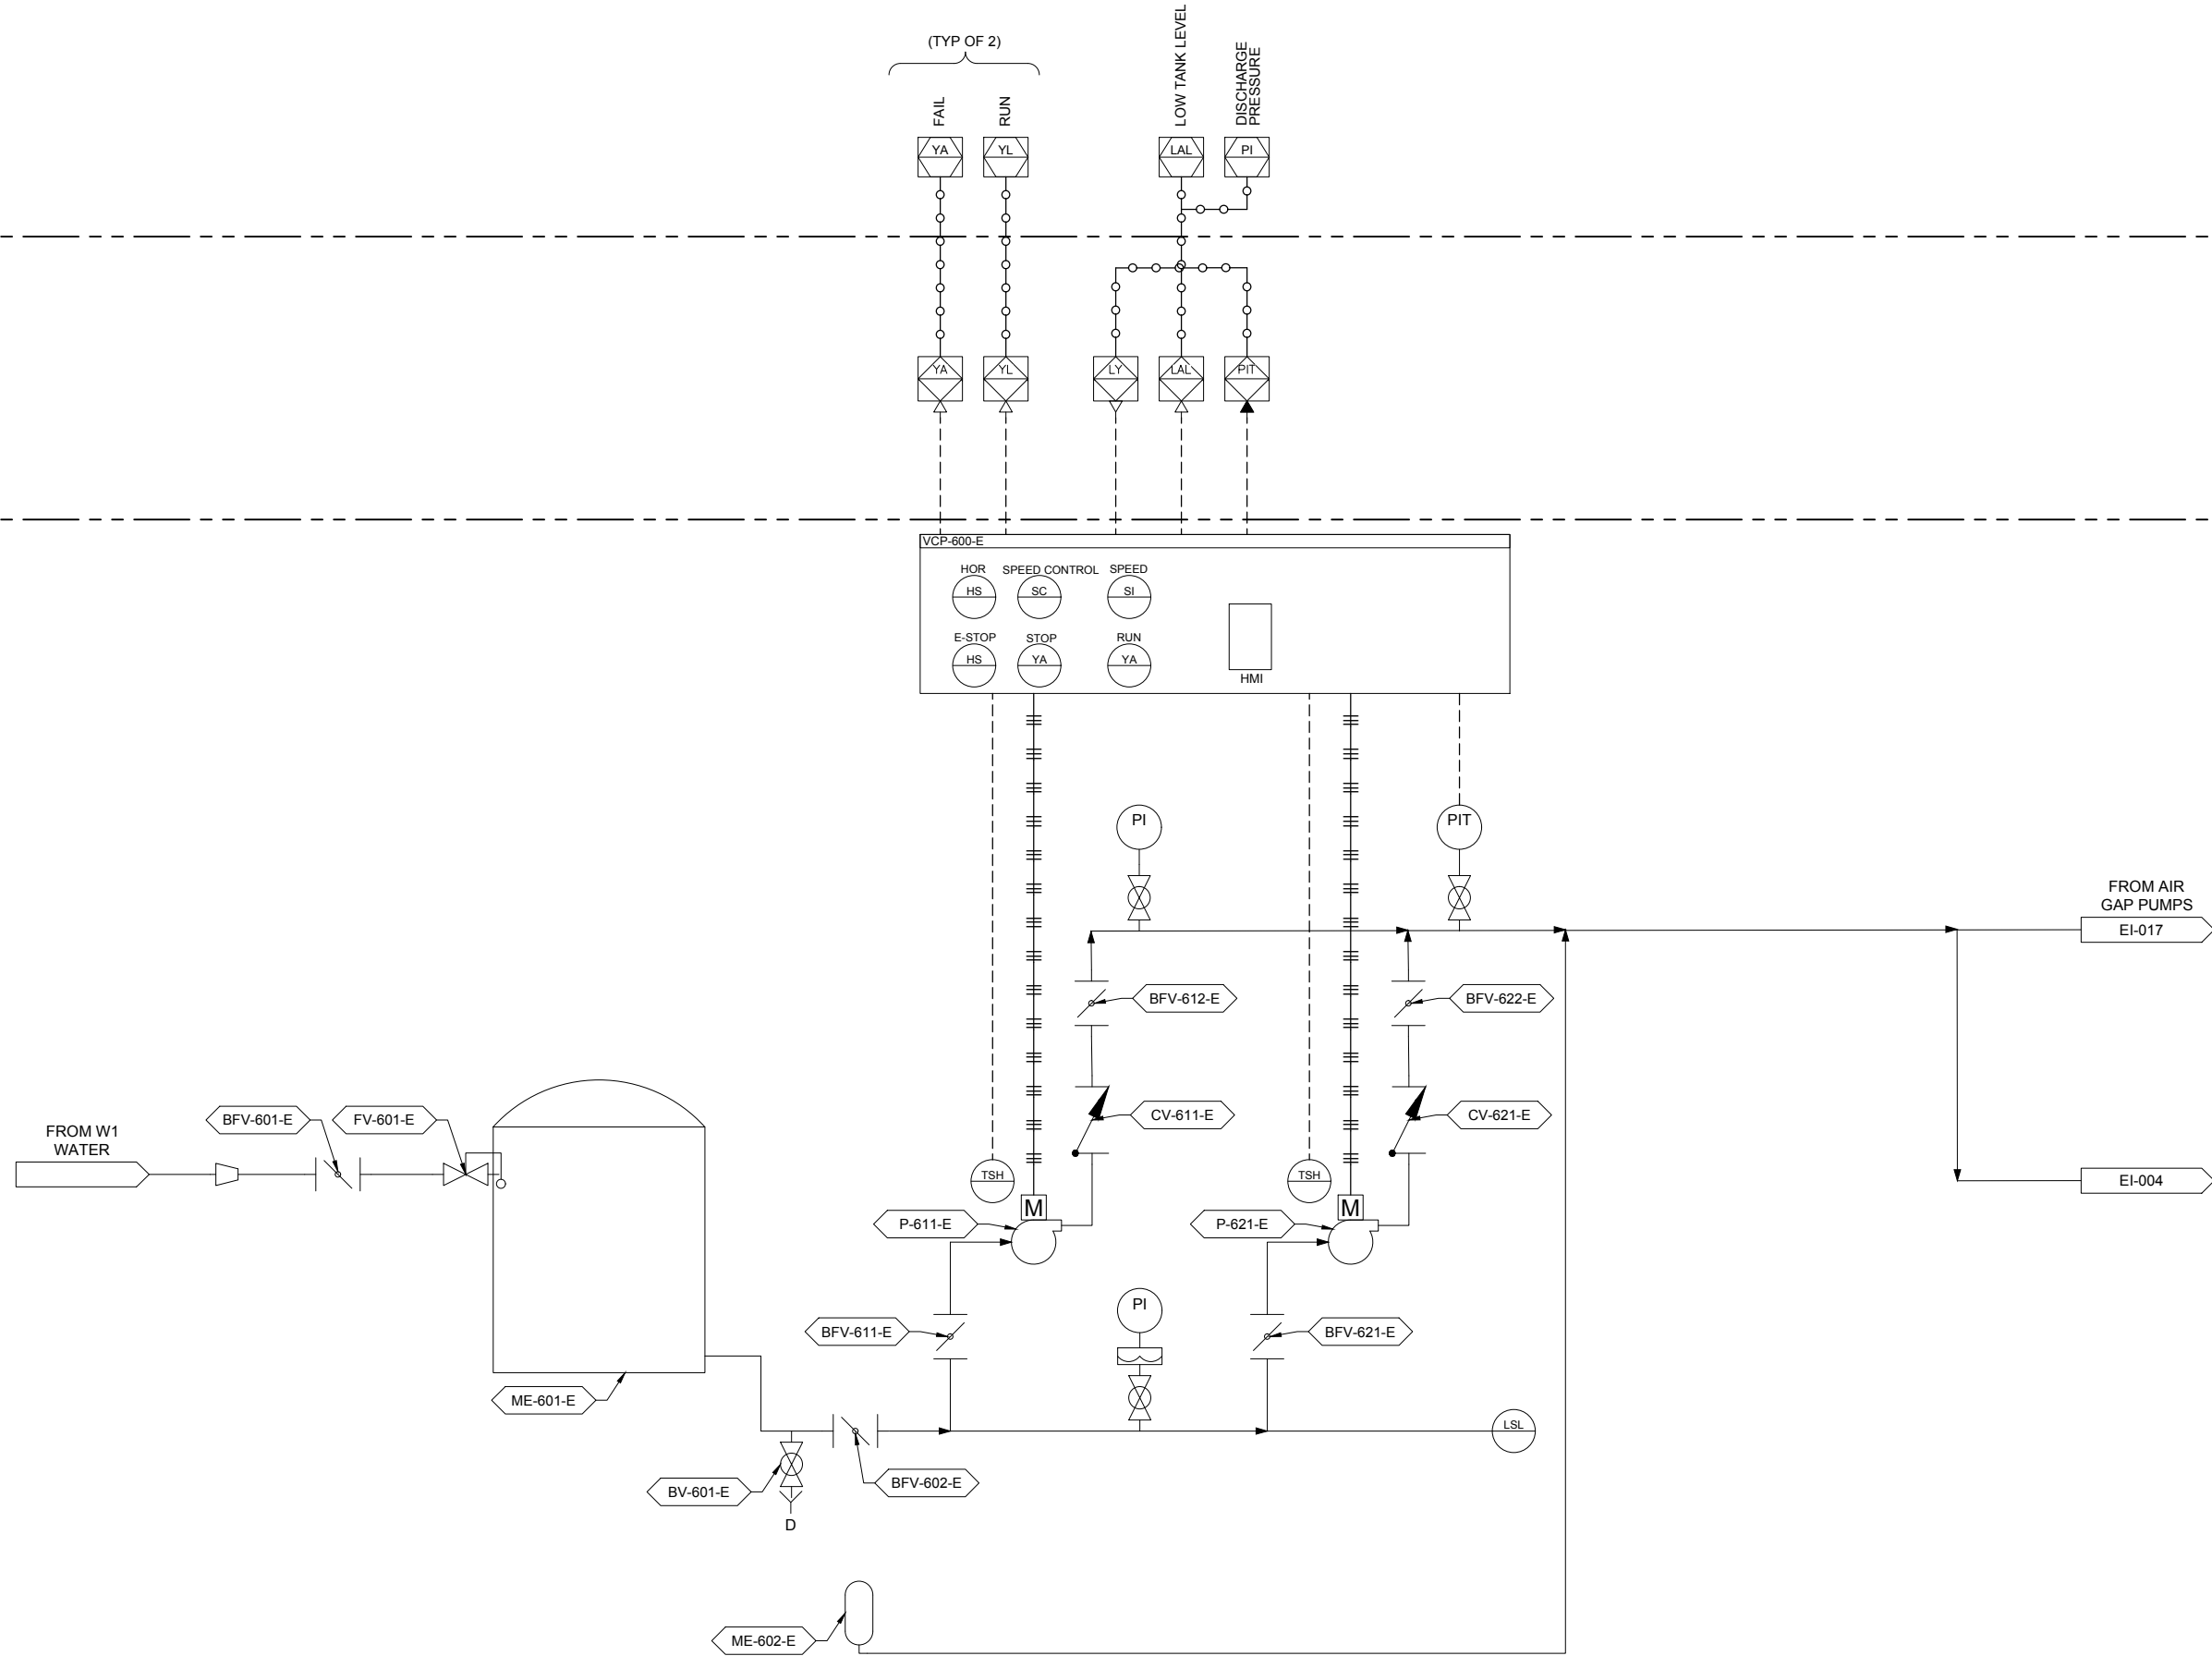 (TYP OF 2)
FAIL
RUN
LOW TANK LEVEL
DISCHARGE
PRESSURE
YA
YL
LAL
PI
YA
YL
LY
LAL
PIT
VCP-600-E
HOR
SPEED CONTROL
SPEED
HS
SC
SI
E-STOP
STOP
RUN
HS
YA
YA
HMI
PI
PIT
FROM AIR
GAP PUMPS
EI-017
BFV-612-E
BFV-622-E
BFV-601-E
FV-601-E
CV-611-E
CV-621-E
FROM W1
WATER
TSH
TSH
EI-004
M
M
P-611-E
P-621-E
PI
BFV-611-E
BFV-621-E
ME-601-E
LSL
BV-601-E
BFV-602-E
D
ME-602-E